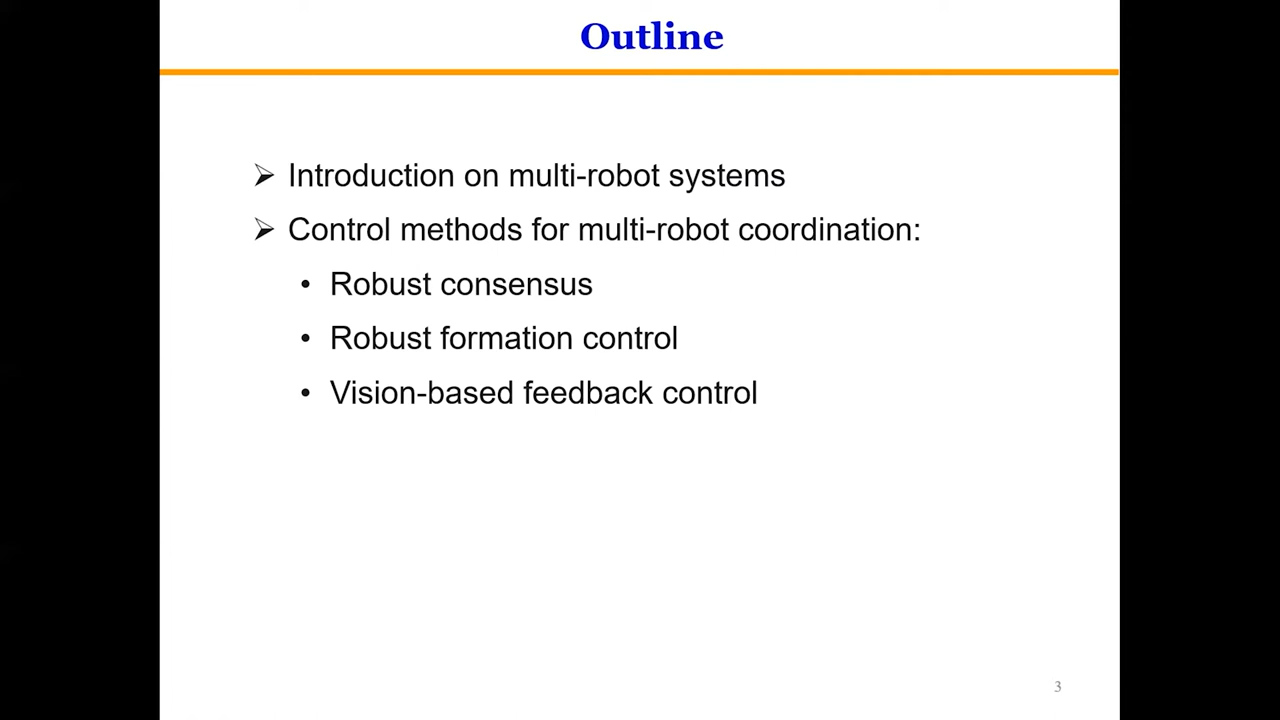 Outline
➢ Introduction on multi-robot systems
➢ Control methods for multi-robot coordination:
• Robust consensus
• Robust formation control
• Vision-based feedback control
3